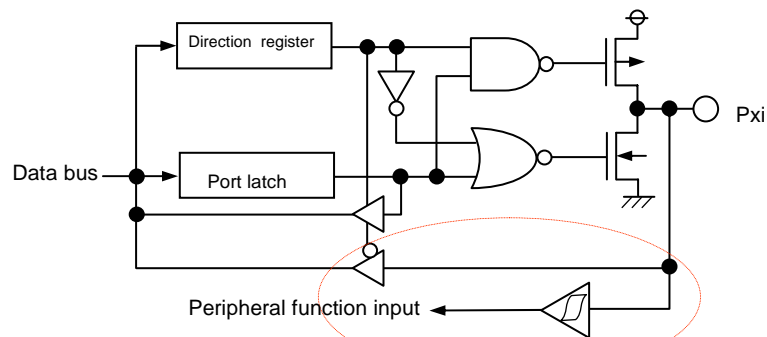 Direction register
Pxi
Data bus
Port latch
Peripheral function input